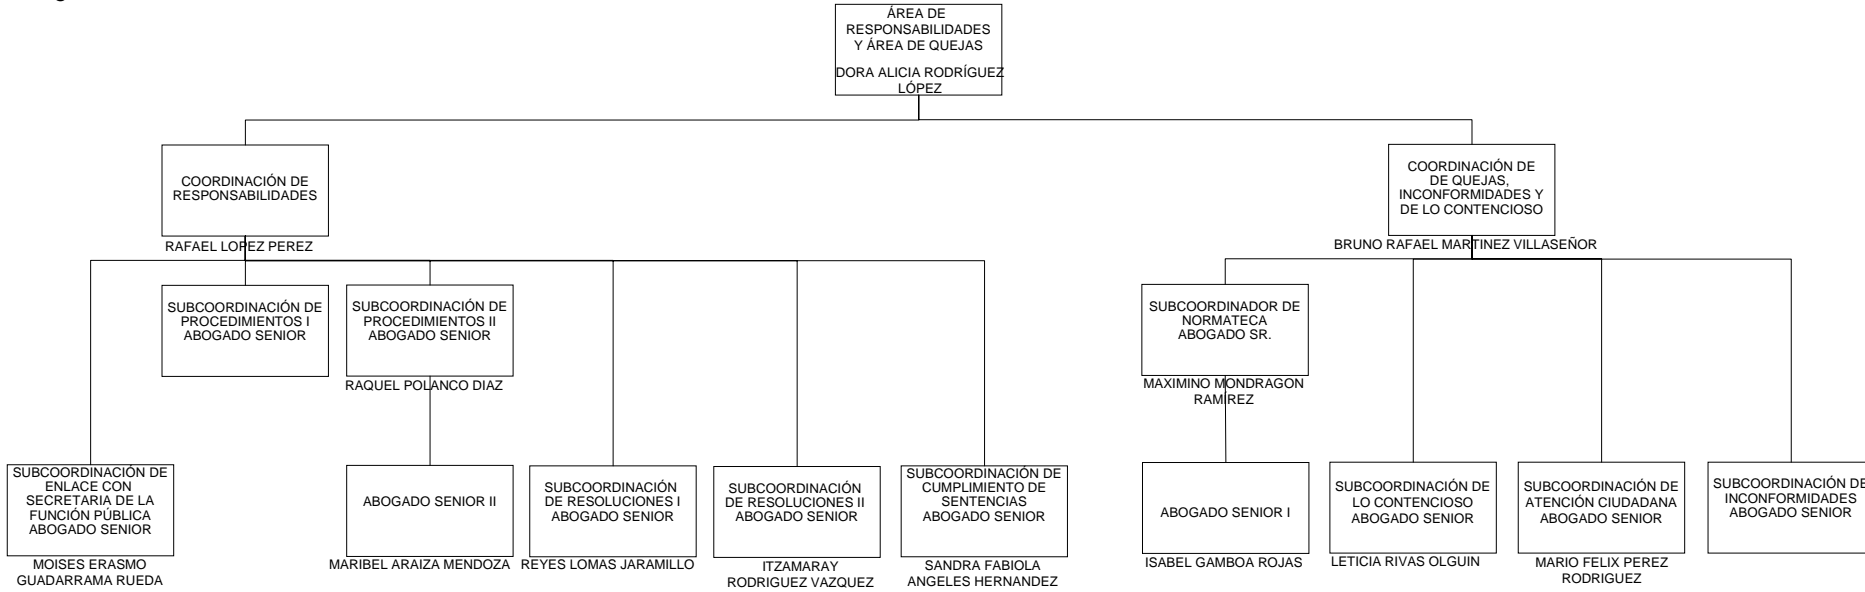 ÁREA DE
RESPONSABILIDADES
Y ÁREA DE QUEJAS
DORA ALICIA RODRÍGUEZ
LÓPEZ
COORDINACIÓN DE
RESPONSABILIDADES
RAFAEL LOPEZ PEREZ
COORDINACIÓN DE
DE QUEJAS,
INCONFORMIDADES Y
DE LO CONTENCIOSO
BRUNO RAFAEL MARTINEZ VILLASEÑOR
SUBCOORDINACIÓN DE
PROCEDIMIENTOS I
ABOGADO SENIOR
SUBCOORDINACIÓN DE
PROCEDIMIENTOS II
ABOGADO SENIOR
RAQUEL POLANCO DIAZ
SUBCOORDINADOR DE
NORMATECA
ABOGADO SR.
MAXIMINO MONDRAGON
RAMIREZ
SUBCOORDINACIÓN DE
ENLACE CON
SECRETARIA DE LA
FUNCIÓN PÚBLICA
ABOGADO SENIOR
MOISES ERASMO
GUADARRAMA RUEDA
ABOGADO SENIOR II
MARIBEL ARAIZA MENDOZA
SUBCOORDINACIÓN
DE RESOLUCIONES I
ABOGADO SENIOR
REYES LOMAS JARAMILLO
SUBCOORDINACIÓN
DE RESOLUCIONES II
ABOGADO SENIOR
ITZAMARAY
RODRIGUEZ VAZQUEZ
SUBCOORDINACIÓN DE
CUMPLIMIENTO DE
SENTENCIAS
ABOGADO SENIOR
SANDRA FABIOLA
ANGELES HERNANDEZ
ABOGADO SENIOR I
ISABEL GAMBOA ROJAS
SUBCOORDINACIÓN DE
LO CONTENCIOSO
ABOGADO SENIOR
LETICIA RIVAS OLGUIN
SUBCOORDINACIÓN DE
ATENCIÓN CIUDADANA
ABOGADO SENIOR
MARIO FELIX PEREZ
RODRIGUEZ
SUBCOORDINACIÓN DE
INCONFORMIDADES
ABOGADO SENIOR